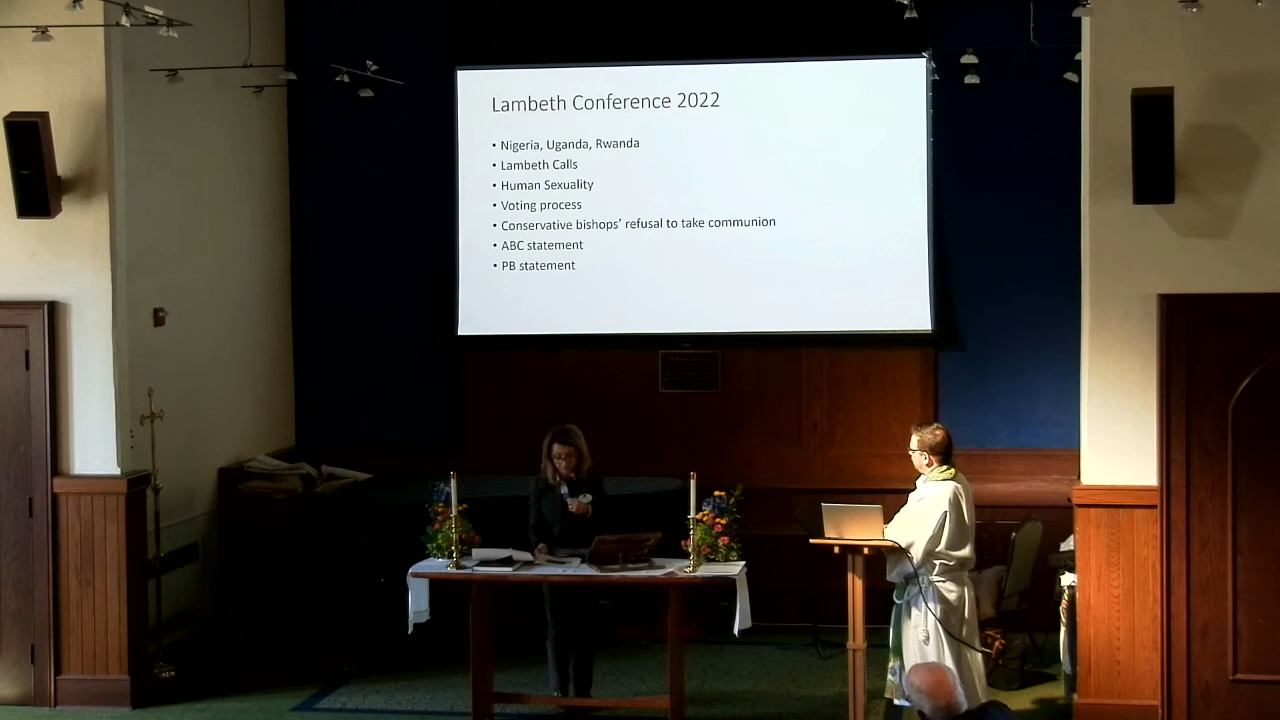 Lambeth Conference 2022
• Nigeria, Uganda, Rwanda
• Lambeth Calls
• Human Sexuality
• Voting process
• Conservative bishops’ refusal to take communion
• ABC statement
• PB statement